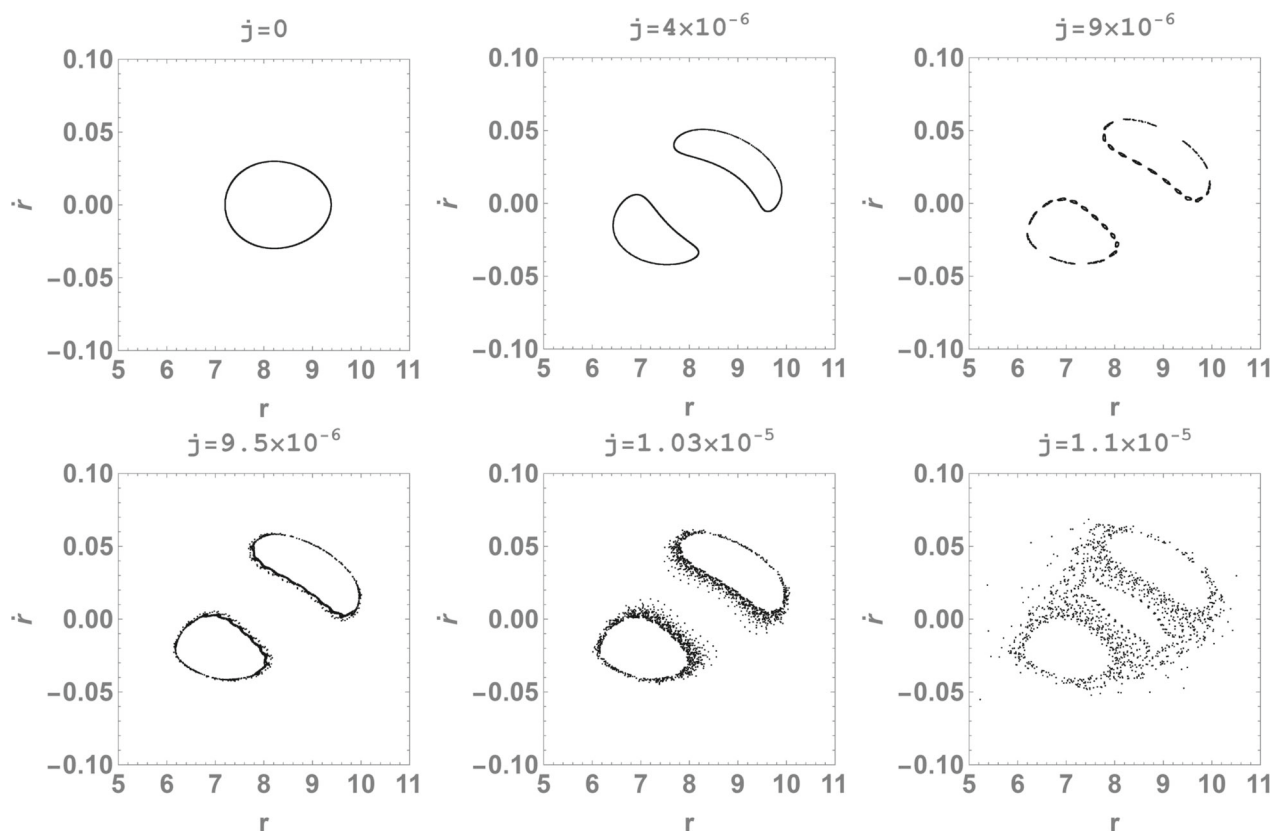 j̇=0
j̇=4×10⁻⁶
j̇=9×10⁻⁶
0.10 0.10 0.10
0.05 0.05 0.05
ṙ 0.00 ṙ 0.00 ṙ 0.00
−0.05 −0.05 −0.05
−0.10 −0.10 −0.10
5 6 7 8 9 10 11 5 6 7 8 9 10 11 5 6 7 8 9 10 11
r r r
j̇=9.5×10⁻⁶
j̇=1.03×10⁻⁵
j̇=1.1×10⁻⁵
0.10 0.10 0.10
0.05 0.05 0.05
ṙ 0.00 ṙ 0.00 ṙ 0.00
−0.05 −0.05 −0.05
−0.10 −0.10 −0.10
5 6 7 8 9 10 11 5 6 7 8 9 10 11 5 6 7 8 9 10 11
r r r